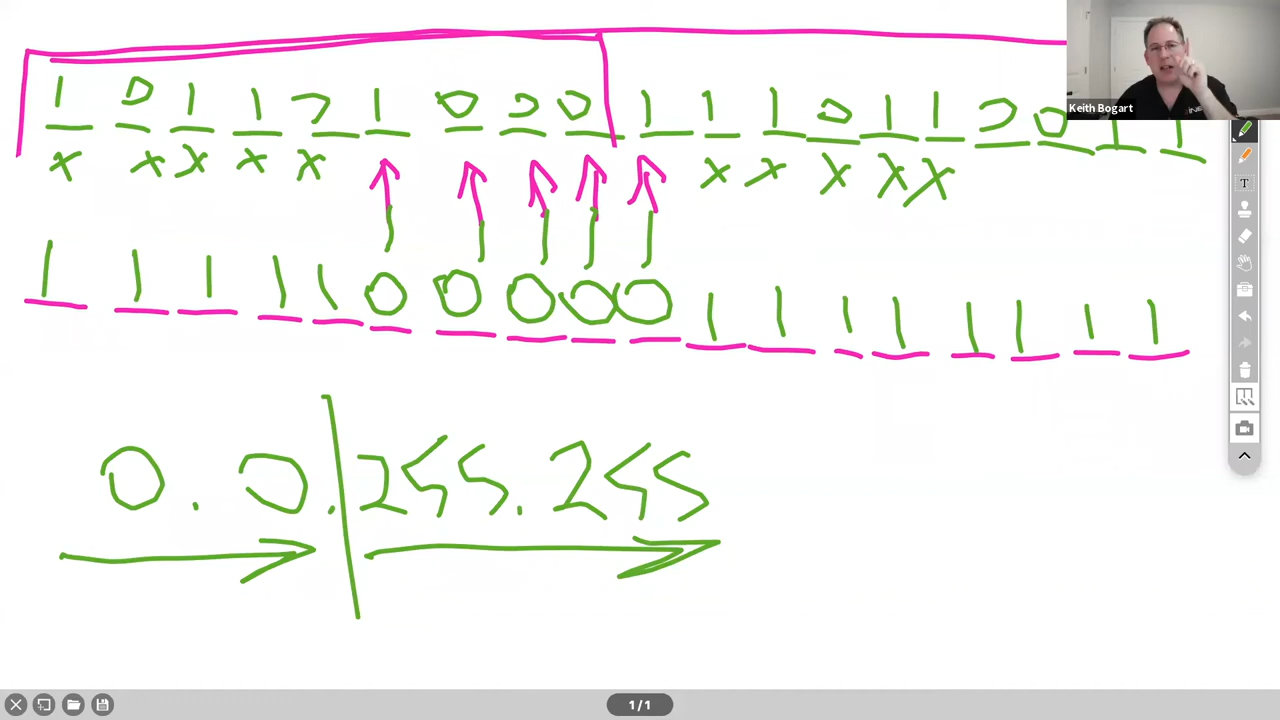 1 0 1 1 0 1 0 0 0 1 1 1 0 1 1 0 0 1 1
Keith Bogart
x x x x x x x x x x
1 1 1 1 1 0 0 0 0 0 1 1 1 1 1 1 1 1
T
0.0.255.255
1/1